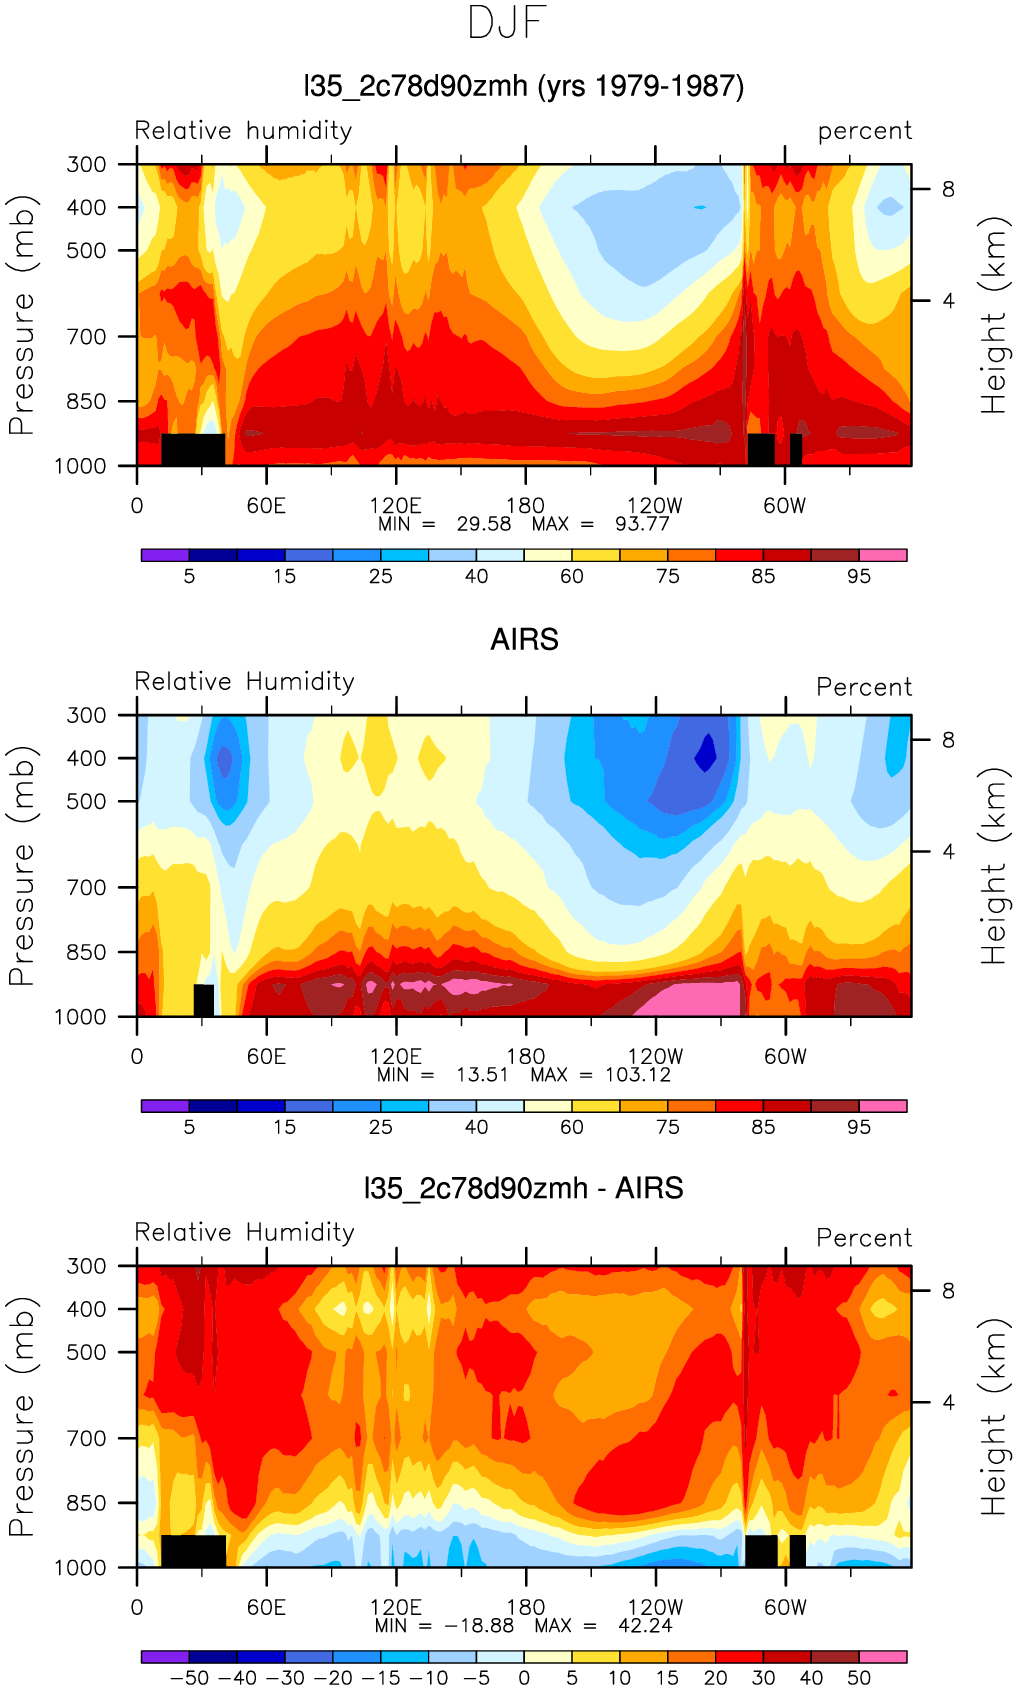 DJF
l35_2c78d90zmh (yrs 1979-1987)
Relative humidity percent
300
400
500
700
850
1000
Pressure (mb)
8
4
Height (km)
0 60E 120E 180 120W 60W
MIN = 29.58 MAX = 93.77
5 15 25 40 60 75 85 95
AIRS
Relative Humidity Percent
300
400
500
700
850
1000
Pressure (mb)
8
4
Height (km)
0 60E 120E 180 120W 60W
MIN = 13.51 MAX = 103.12
5 15 25 40 60 75 85 95
l35_2c78d90zmh - AIRS
Relative Humidity Percent
300
400
500
700
850
1000
Pressure (mb)
8
4
Height (km)
0 60E 120E 180 120W 60W
MIN = -18.88 MAX = 42.24
-50 -40 -30 -20 -15 -10 -5 0 5 10 15 20 30 40 50